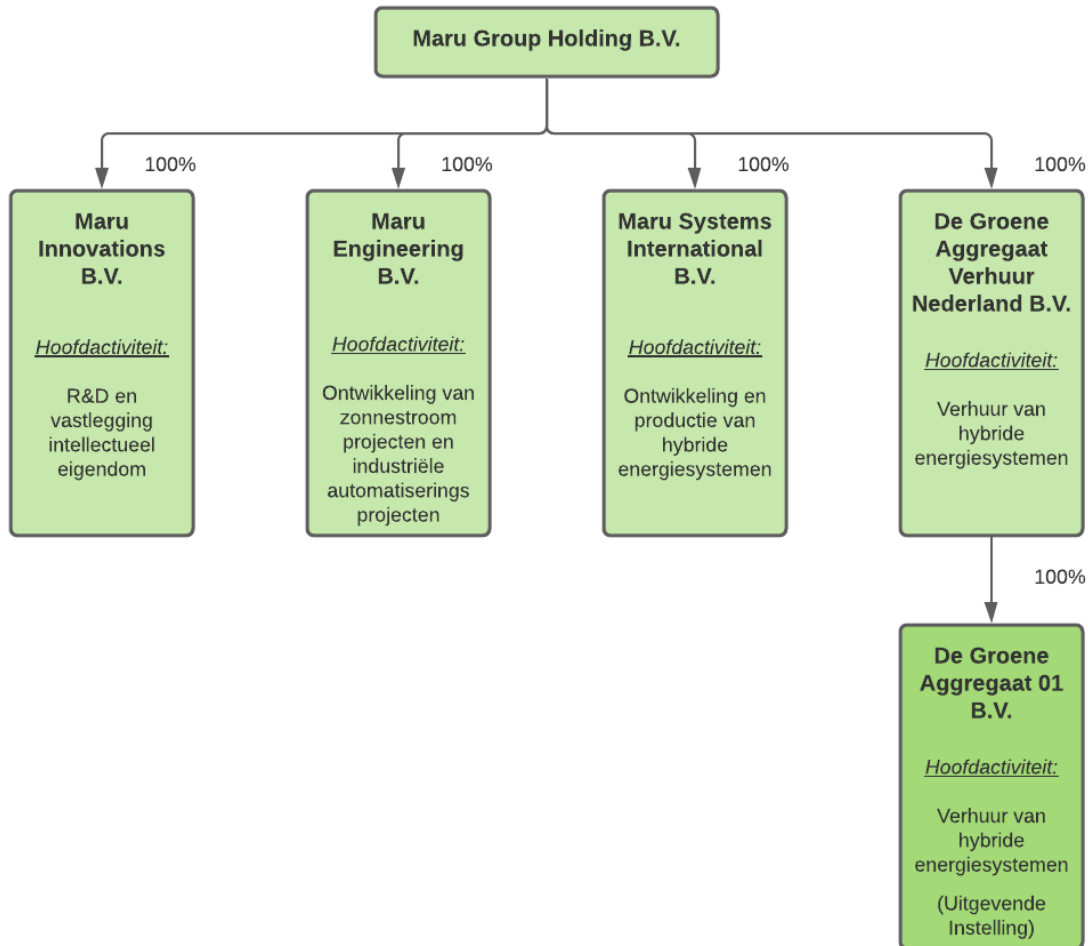 Maru Group Holding B.V.
100%
100%
100%
100%
Maru
Innovations
B.V.
Hoofdactiviteit:
R&D en
vastlegging
intellectueel
eigendom
Maru
Engineering
B.V.
Hoofdactiviteit:
Ontwikkeling van
zonnestroom
projecten en
industriële
automatiserings
projecten
Maru Systems
International
B.V.
Hoofdactiviteit:
Ontwikkeling en
productie van
hybride
energiesystemen
De Groene
Aggregaat
Verhuur
Nederland B.V.
Hoofdactiviteit:
Verhuur van
hybride
energiesystemen
100%
De Groene
Aggregaat 01
B.V.
Hoofdactiviteit:
Verhuur van
hybride
energiesystemen
(Uitgevende
Instelling)